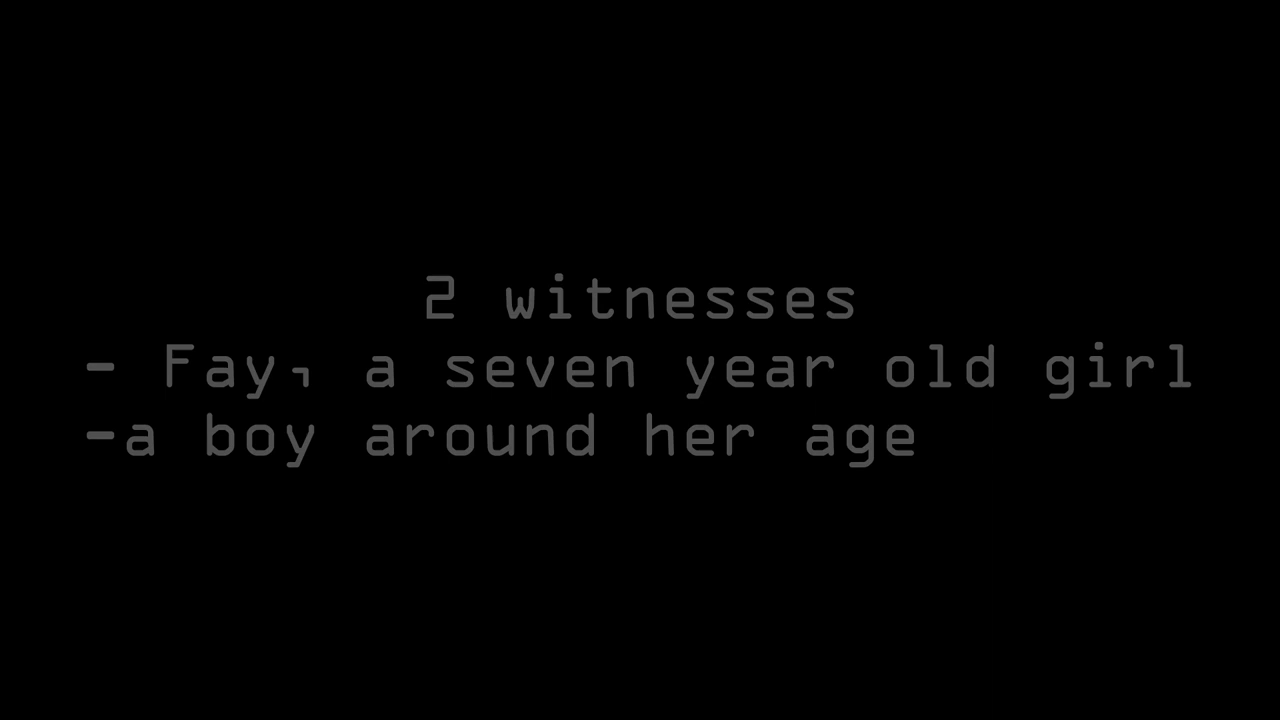 2 witnesses
- Fay, a seven year old girl
-a boy around her age